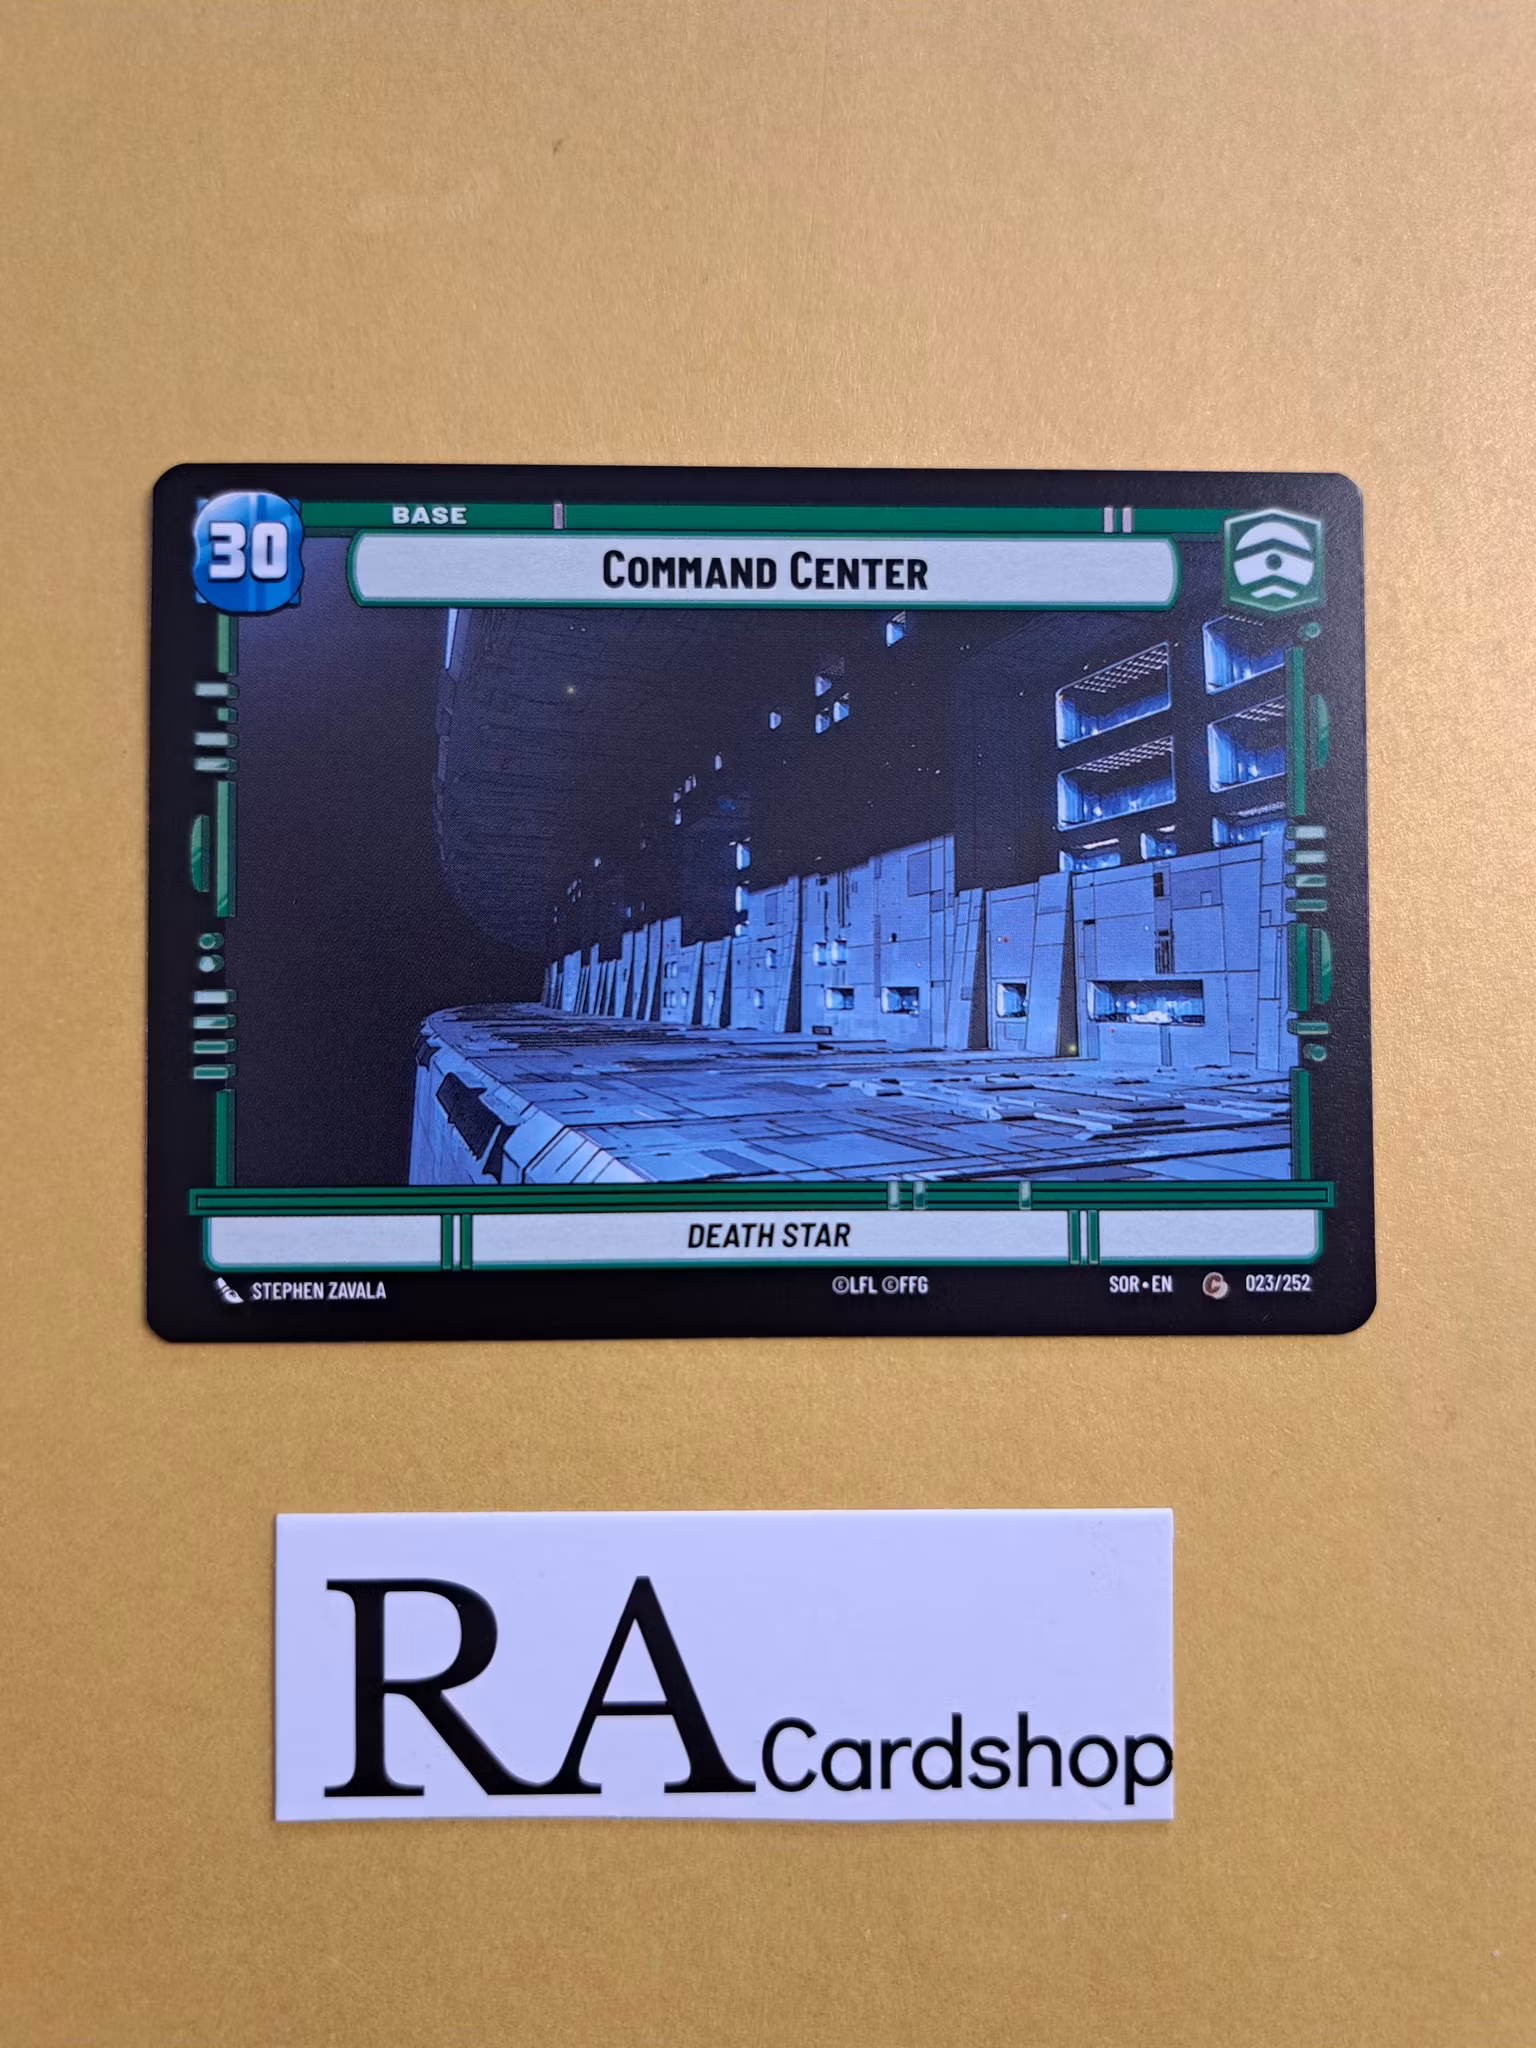 30
BASE
COMMAND CENTER
DEATH STAR
STEPHEN ZAVALA
©LFL ©FFG
SOR • EN
C
023/252
RA Cardshop